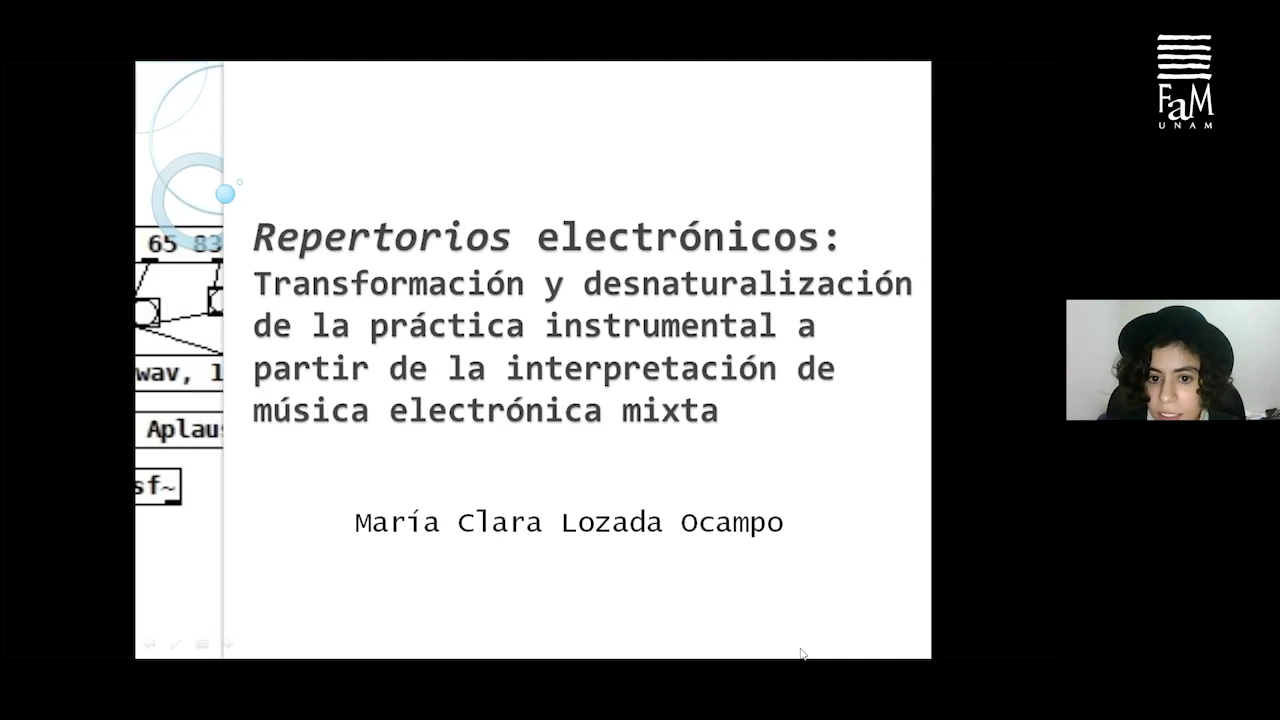 FaM
UNAM
65 83
Repertorios electrónicos:
Transformación y desnaturalización
de la práctica instrumental a
partir de la interpretación de
música electrónica mixta
wav, 1
Aplaus
sf~
María Clara Lozada Ocampo